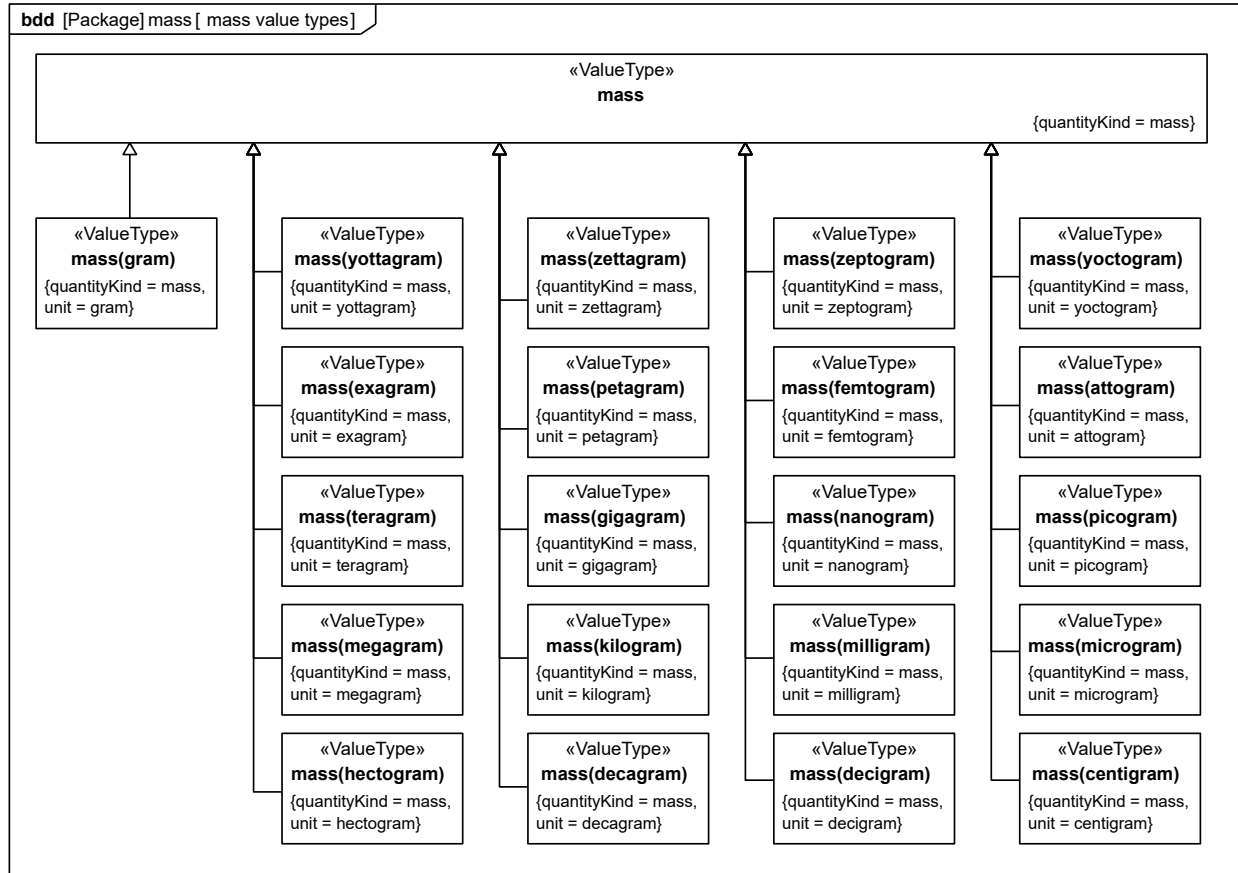 bdd [Package] mass [ mass value types]
«ValueType»
mass
{quantityKind = mass}
«ValueType»
mass(gram)
{quantityKind = mass,
unit = gram}
«ValueType»
mass(yottagram)
{quantityKind = mass,
unit = yottagram}
«ValueType»
mass(zettagram)
{quantityKind = mass,
unit = zettagram}
«ValueType»
mass(zeptogram)
{quantityKind = mass,
unit = zeptogram}
«ValueType»
mass(yoctogram)
{quantityKind = mass,
unit = yoctogram}
«ValueType»
mass(exagram)
{quantityKind = mass,
unit = exagram}
«ValueType»
mass(petagram)
{quantityKind = mass,
unit = petagram}
«ValueType»
mass(femtogram)
{quantityKind = mass,
unit = femtogram}
«ValueType»
mass(attogram)
{quantityKind = mass,
unit = attogram}
«ValueType»
mass(teragram)
{quantityKind = mass,
unit = teragram}
«ValueType»
mass(gigagram)
{quantityKind = mass,
unit = gigagram}
«ValueType»
mass(nanogram)
{quantityKind = mass,
unit = nanogram}
«ValueType»
mass(picogram)
{quantityKind = mass,
unit = picogram}
«ValueType»
mass(megagram)
{quantityKind = mass,
unit = megagram}
«ValueType»
mass(kilogram)
{quantityKind = mass,
unit = kilogram}
«ValueType»
mass(milligram)
{quantityKind = mass,
unit = milligram}
«ValueType»
mass(microgram)
{quantityKind = mass,
unit = microgram}
«ValueType»
mass(hectogram)
{quantityKind = mass,
unit = hectogram}
«ValueType»
mass(decagram)
{quantityKind = mass,
unit = decagram}
«ValueType»
mass(decigram)
{quantityKind = mass,
unit = decigram}
«ValueType»
mass(centigram)
{quantityKind = mass,
unit = centigram}